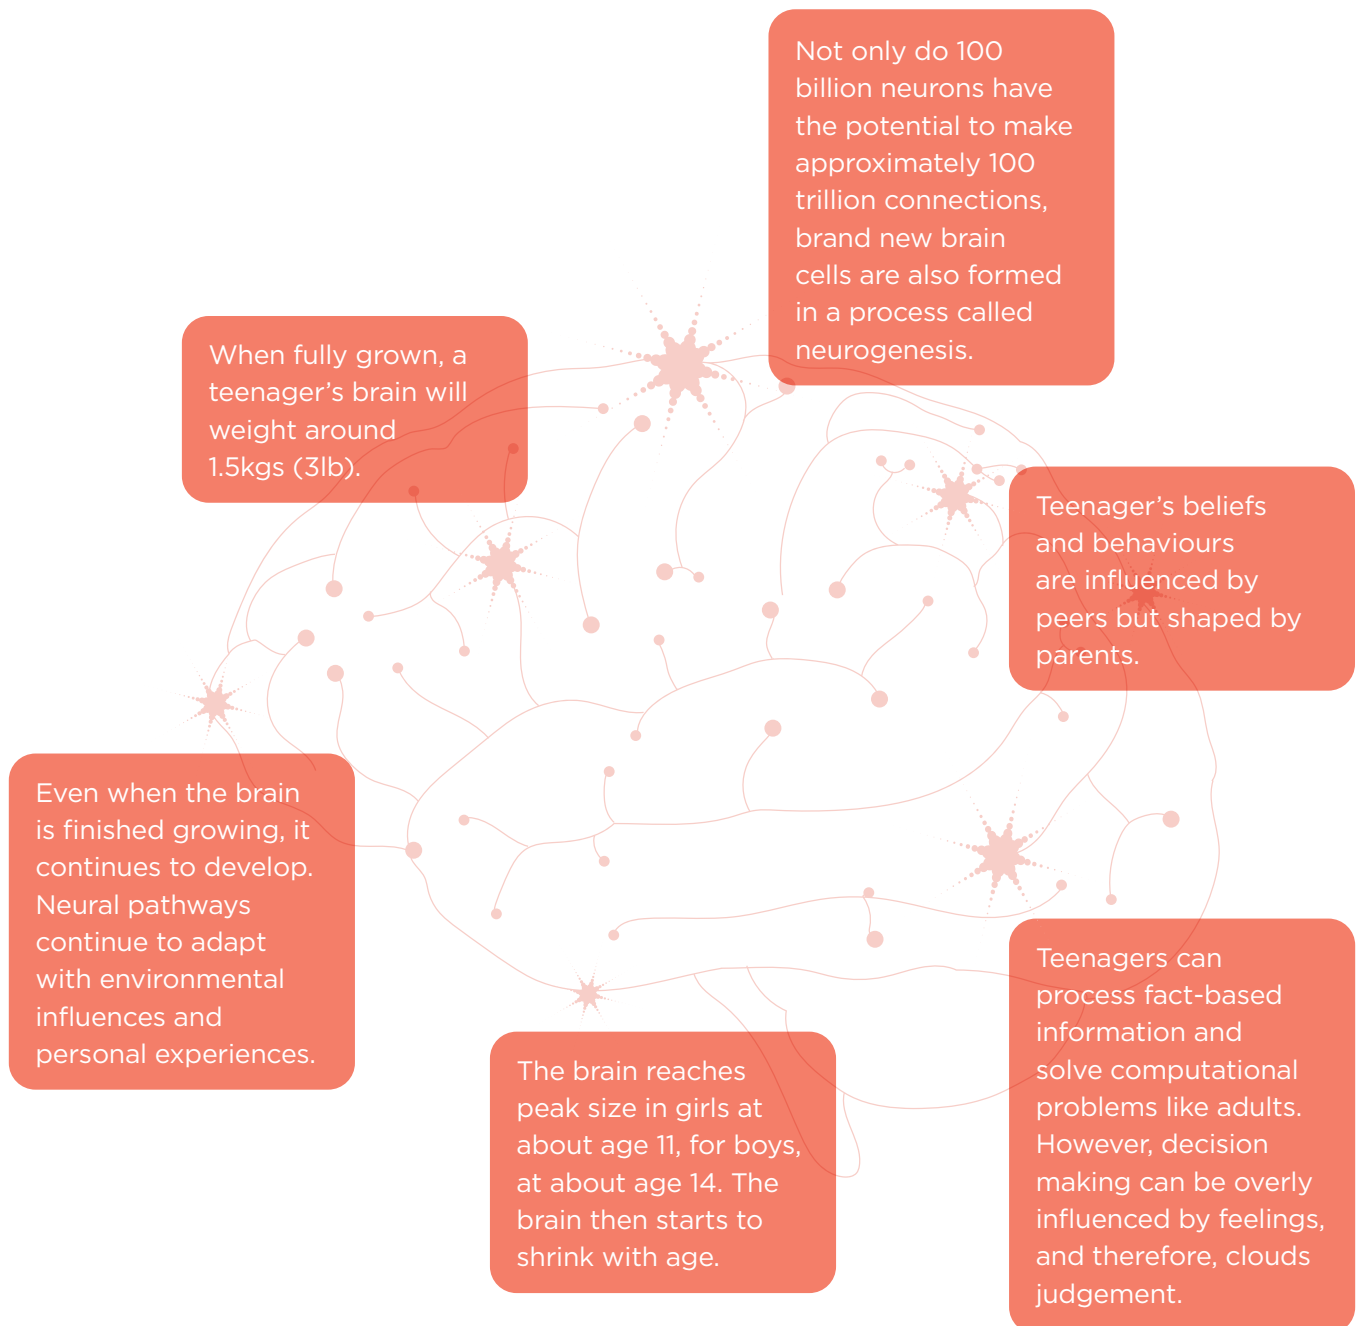 Not only do 100
billion neurons have
the potential to make
approximately 100
trillion connections,
brand new brain
cells are also formed
in a process called
neurogenesis.
When fully grown, a
teenager’s brain will
weight around
1.5kgs (3lb).
Teenager’s beliefs
and behaviours
are influenced by
peers but shaped by
parents.
Even when the brain
is finished growing, it
continues to develop.
Neural pathways
continue to adapt
with environmental
influences and
personal experiences.
The brain reaches
peak size in girls at
about age 11, for boys,
at about age 14. The
brain then starts to
shrink with age.
Teenagers can
process fact-based
information and
solve computational
problems like adults.
However, decision
making can be overly
influenced by feelings,
and therefore, clouds
judgement.